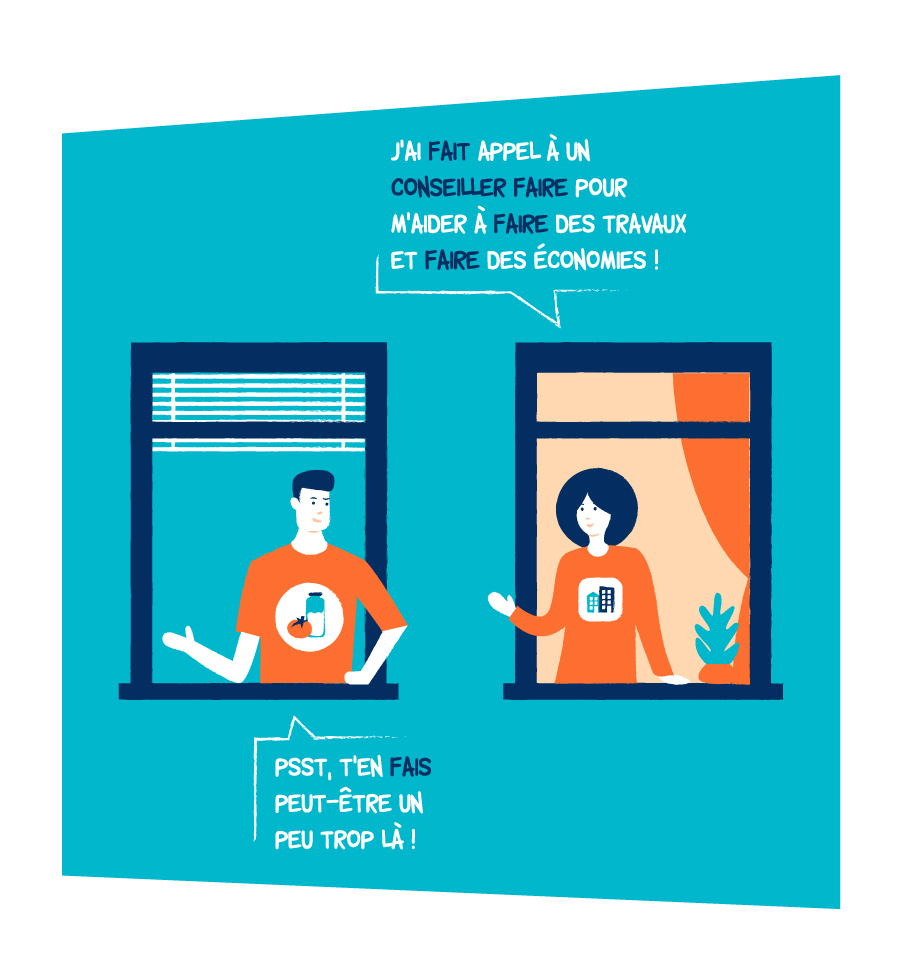 J'AI FAIT APPEL À UN
CONSEILLER FAIRE POUR
M'AIDER À FAIRE DES TRAVAUX
ET FAIRE DES ÉCONOMIES !
PSST, T'EN FAIS
PEUT-ÊTRE UN
PEU TROP LÀ !